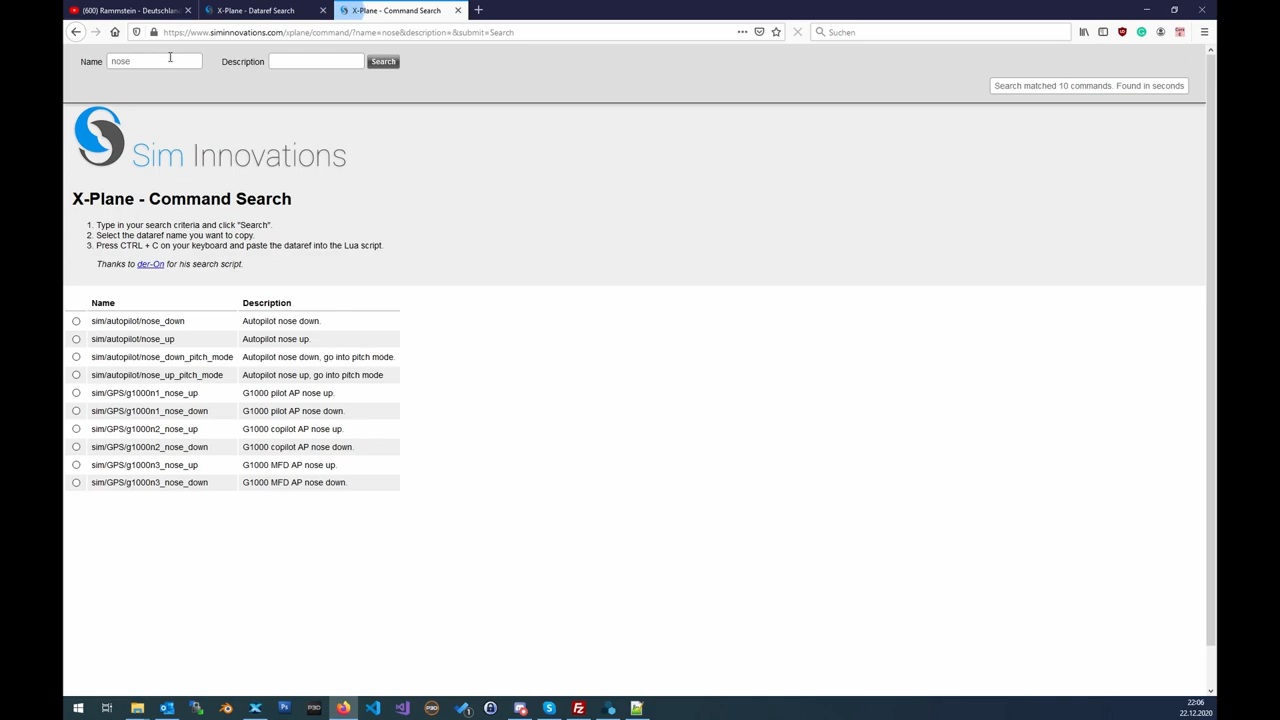 (600) Rammstein - Deutschlan
X-Plane - Dataref Search
X-Plane - Command Search
https://www.siminnovations.com/xplane/command/?name=nose&description=&submit=Search
Suchen
Name
nose
Description
Search
Search matched 10 commands. Found in seconds
Sim Innovations
X-Plane - Command Search
1. Type in your search criteria and click "Search".
2. Select the dataref name you want to copy.
3. Press CTRL + C on your keyboard and paste the dataref into the Lua script.
Thanks to der-On for his search script.
Name Description
sim/autopilot/nose_down Autopilot nose down.
sim/autopilot/nose_up Autopilot nose up.
sim/autopilot/nose_down_pitch_mode Autopilot nose down, go into pitch mode.
sim/autopilot/nose_up_pitch_mode Autopilot nose up, go into pitch mode
sim/GPS/g1000n1_nose_up G1000 pilot AP nose up.
sim/GPS/g1000n1_nose_down G1000 pilot AP nose down.
sim/GPS/g1000n2_nose_up G1000 copilot AP nose up.
sim/GPS/g1000n2_nose_down G1000 copilot AP nose down.
sim/GPS/g1000n3_nose_up G1000 MFD AP nose up.
sim/GPS/g1000n3_nose_down G1000 MFD AP nose down.
22:06
22.12.2020